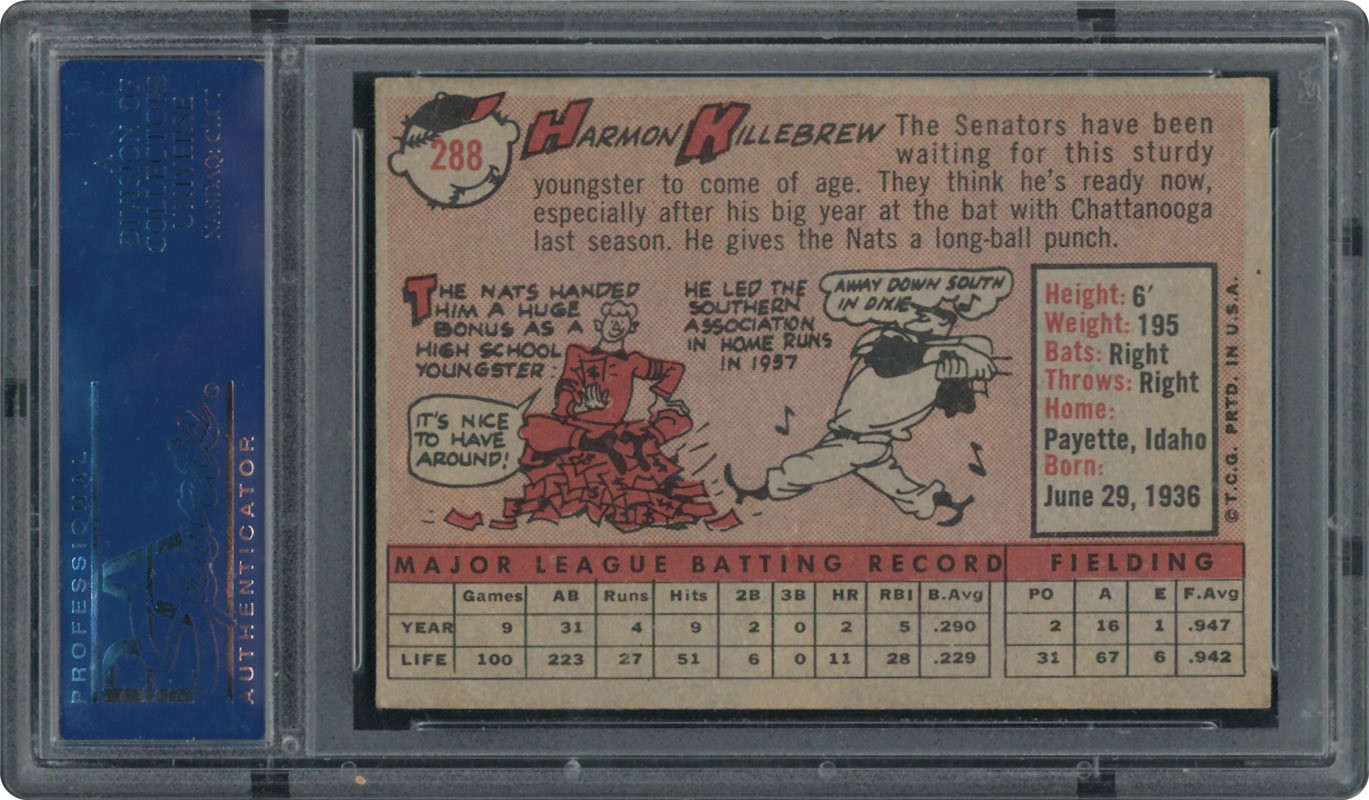 A
DIVISION OF
COLLECTORS
UNIVERSE
NASDAQ: CLCT
PROFESSIONAL
PSA
Sports
AUTHENTICATOR
288
HARMON KILLEBREW
The Senators have been
waiting for this sturdy
youngster to come of age. They think he's ready now,
especially after his big year at the bat with Chattanooga
last season. He gives the Nats a long-ball punch.
THE NATS HANDED
HIM A HUGE
BONUS AS A
HIGH SCHOOL
YOUNGSTER:
IT'S NICE
TO HAVE
AROUND!
HE LED THE
SOUTHERN
ASSOCIATION
IN HOME RUNS
IN 1957
AWAY DOWN SOUTH
IN DIXIE
Height: 6'
Weight: 195
Bats: Right
Throws: Right
Home:
Payette, Idaho
Born:
June 29, 1936
© T.C.G. PRTD. IN U.S.A.
MAJOR LEAGUE BATTING RECORD FIELDING
Games AB Runs Hits 2B 3B HR RBI B.Avg PO A E F.Avg
YEAR 9 31 4 9 2 0 2 5 .290 2 16 1 .947
LIFE 100 223 27 51 6 0 11 28 .229 31 67 6 .942